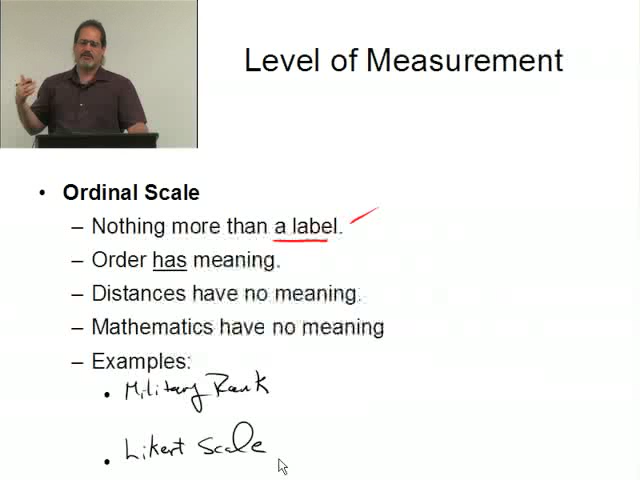 Level of Measurement
• Ordinal Scale
– Nothing more than a label.
– Order has meaning.
– Distances have no meaning.
– Mathematics have no meaning
– Examples:
• Military Rank
• Likert Scale